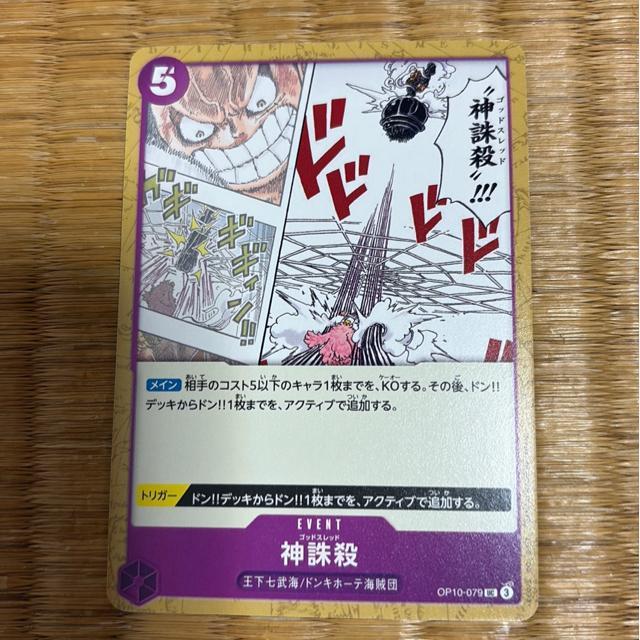 5
ゴッドスレッド
"神誅殺"!!!
ドドド
ドド
ギギギ
ギギギィン
メイン 相手のコスト5以下のキャラ1枚までを、KOする。その後、ドン!!
デッキからドン!!1枚までを、アクティブで追加する。
トリガー ドン!!デッキからドン!!1枚までを、アクティブで追加する。
EVENT
ゴッドスレッド
神誅殺
王下七武海/ドンキホーテ海賊団
OP10-079 UC 3